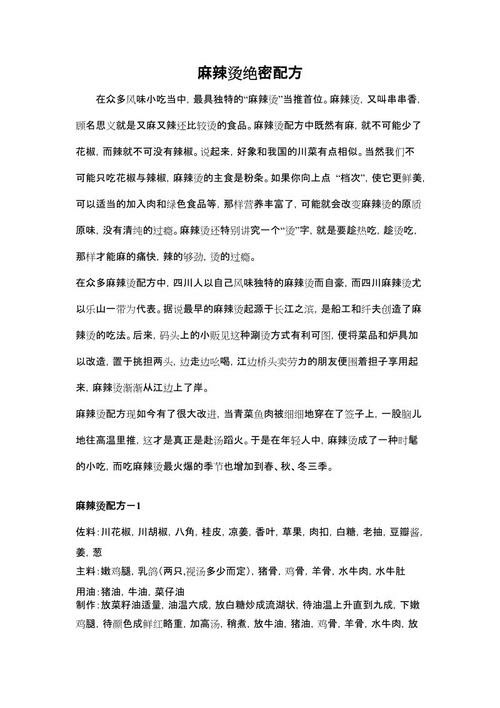 麻辣烫绝密配方
在众多风味小吃当中，最具独特的“麻辣烫”当推首位。麻辣烫，又叫串串香，
顾名思义就是又麻又辣还比较烫的食品。麻辣烫配方中既然有麻，就不可能少了
花椒，而辣就不可没有辣椒。说起来，好象和我国的川菜有点相似。当然我们不
可能只吃花椒与辣椒，麻辣烫的主食是粉条。如果你向上点 “档次”，使它更鲜美，
可以适当的加入肉和绿色食品等，那样营养丰富了，可能就会改变麻辣烫的原质
原味，没有清纯的过瘾。麻辣烫还特别讲究一个“烫”字，就是要趁热吃，趁烫吃，
那样才能麻的痛快，辣的够劲，烫的过瘾。
在众多麻辣烫配方中，四川人以自己风味独特的麻辣烫而自豪，而四川麻辣烫尤
以乐山一带为代表。据说最早的麻辣烫起源于长江之滨，是船工和纤夫创造了麻
辣烫的吃法。后来，码头上的小贩见这种涮烫方式有利可图，便将菜品和炉具加
以改造，置于挑担两头，边走边吆喝，江边桥头卖劳力的朋友便围着担子享用起
来，麻辣烫渐渐从江边上了岸。
麻辣烫配方现如今有了很大改进，当青菜鱼肉被细细地穿在了签子上，一股脑儿
地往高温里推，这才是真正是赴汤蹈火。于是在年轻人中，麻辣烫成了一种时髦
的小吃，而吃麻辣烫最火爆的季节也增加到春、秋、冬三季。
麻辣烫配方－1
佐料：川花椒，川胡椒，八角，桂皮，凉姜，香叶，草果，肉扣，白糖，老抽，豆瓣酱，
姜，葱
主料：嫩鸡腿，乳鸽（两只,视汤多少而定），猪骨，鸡骨，羊骨，水牛肉，水牛肚
用油：猪油，牛油，菜仔油
制作：放菜籽油适量，油温六成，放白糖炒成流湖状，待油温上升直到九成，下嫩
鸡腿，待颜色成鲜红略重，加高汤，稍煮，放牛油，猪油，鸡骨，羊骨，水牛肉，放